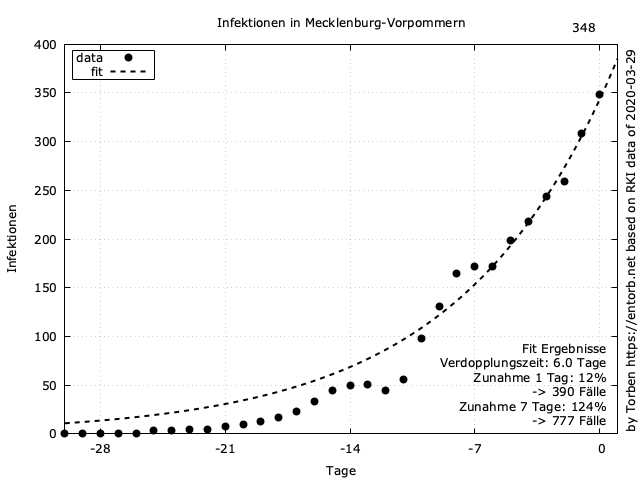 Infektionen in Mecklenburg-Vorpommern
348
data
fit
400
350
300
250
200
150
100
50
0
Infektionen
-28
-21
-14
-7
0
Tage
Fit Ergebnisse
Verdopplungszeit: 6.0 Tage
Zunahme 1 Tag: 12%
-> 390 Fälle
Zunahme 7 Tage: 124%
-> 777 Fälle
by Torben https://entorb.net based on RKI data of 2020-03-29